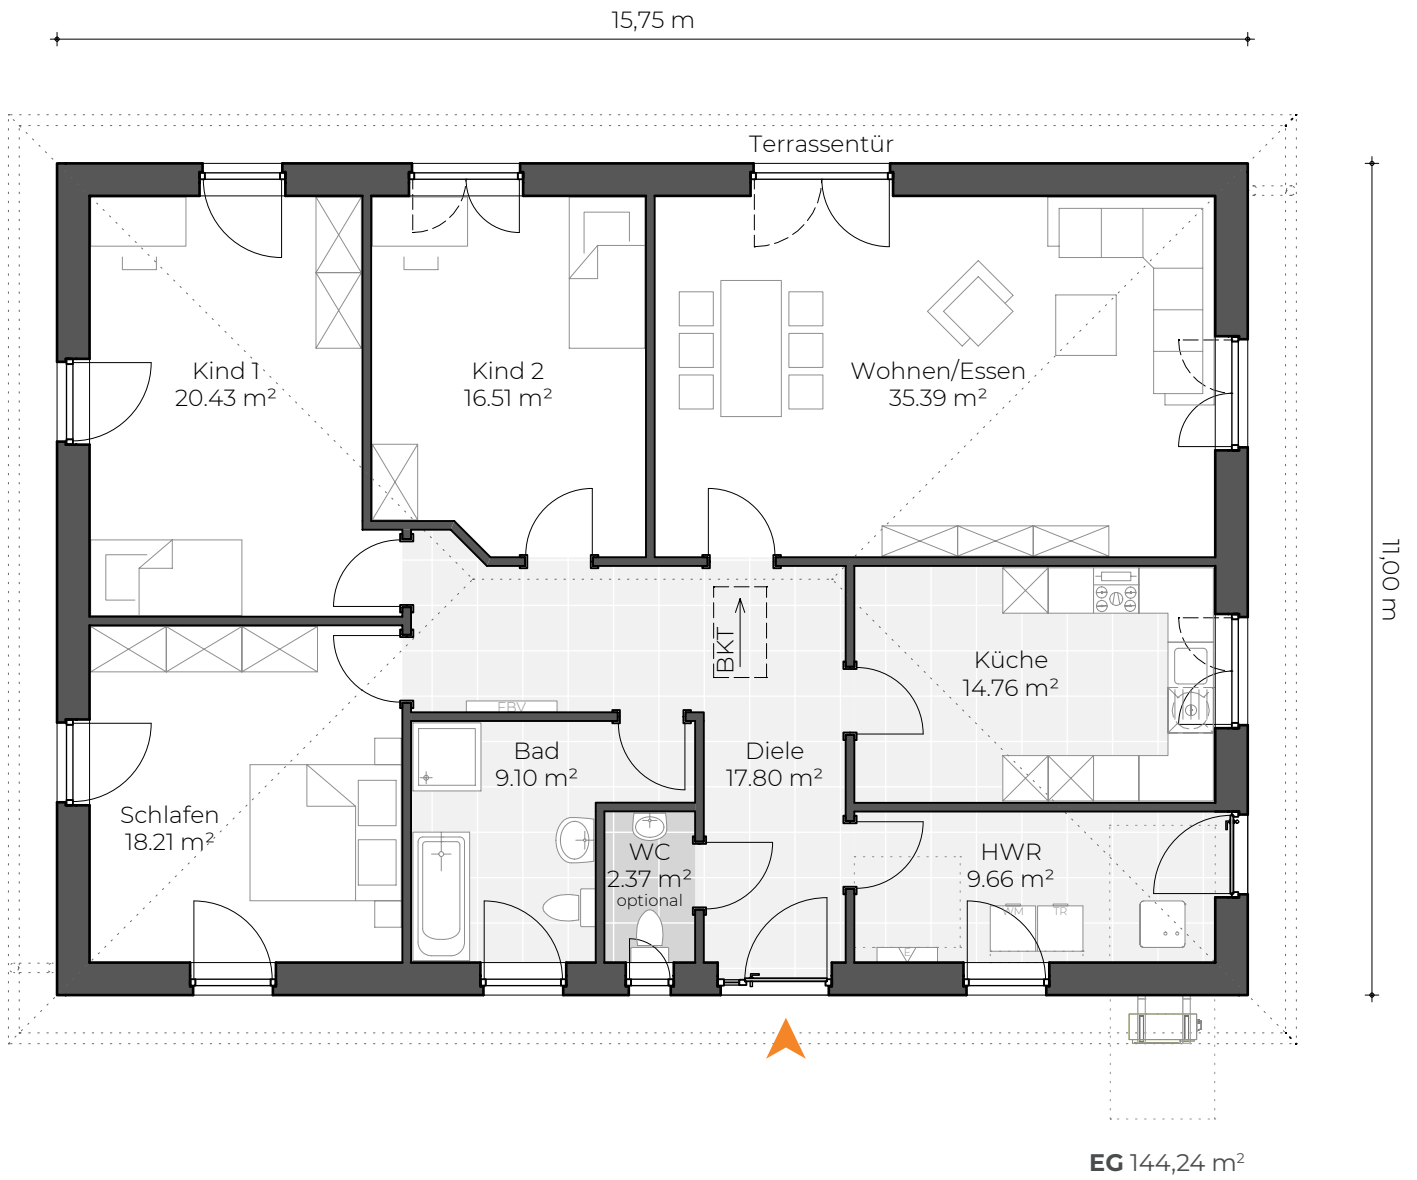 15,75 m
Terrassentür
11,00 m
Kind 1
20.43 m²
Kind 2
16.51 m²
Wohnen/Essen
35.39 m²
BKT
Küche
14.76 m²
EBV
Bad
9.10 m²
Diele
17.80 m²
Schlafen
18.21 m²
WC
2.37 m²
optional
HWR
9.66 m²
WM
TR
E
EG 144,24 m²